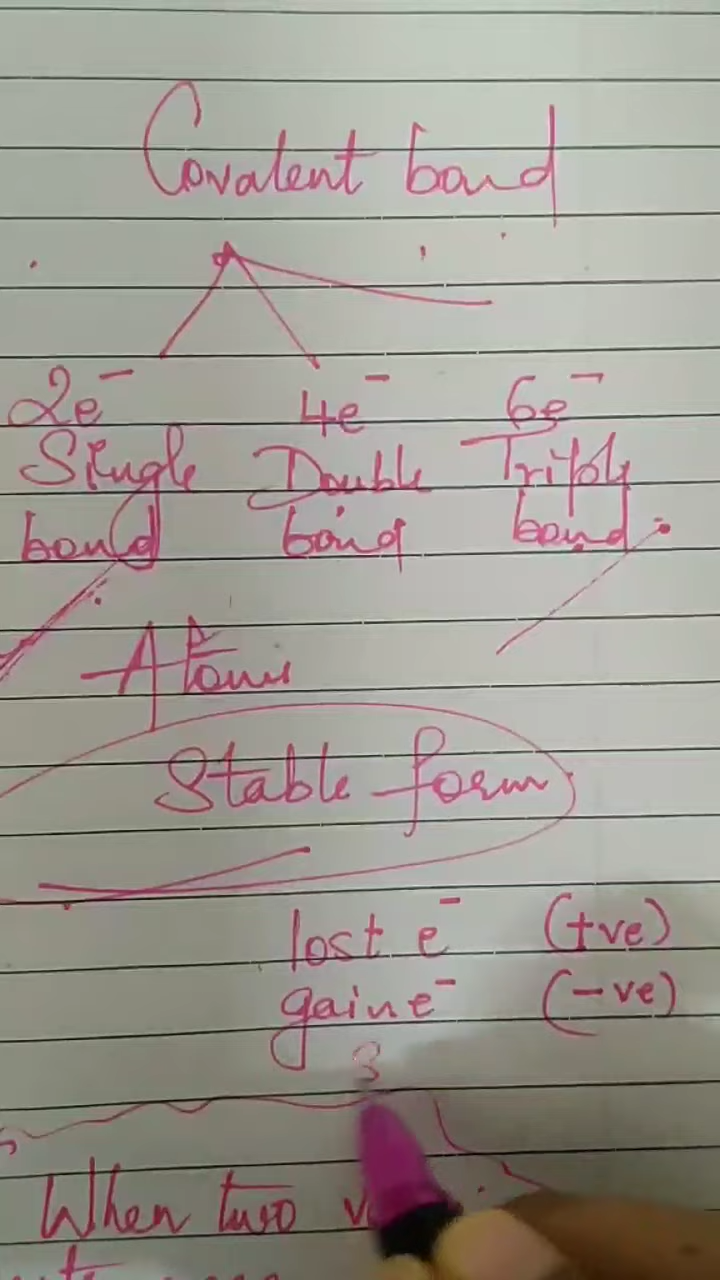 Covalent bond
2e⁻ 4e⁻ 6e⁻
Single Double Triple
bond bond bond
Atoms
Stable form
lost e⁻ (+ve)
gain e⁻ (-ve)
When two